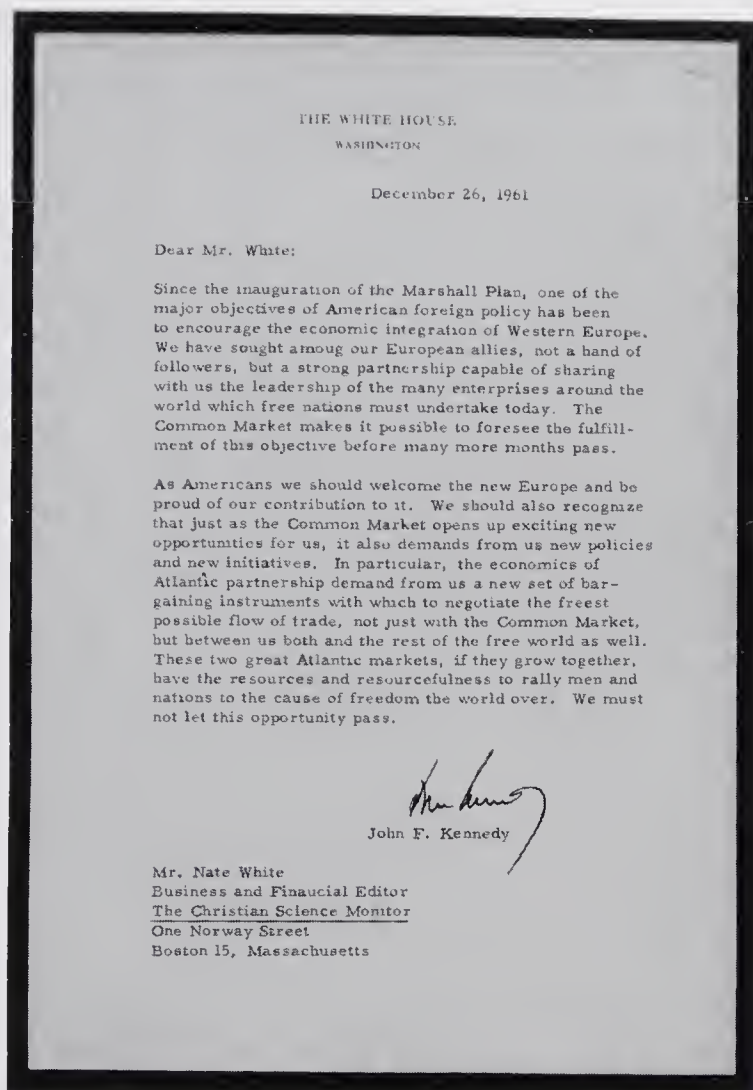 THE WHITE HOUSE
WASHINGTON
December 26, 1961
Dear Mr. White:
Since the inauguration of the Marshall Plan, one of the
major objectives of American foreign policy has been
to encourage the economic integration of Western Europe.
We have sought among our European allies, not a band of
followers, but a strong partnership capable of sharing
with us the leadership of the many enterprises around the
world which free nations must undertake today. The
Common Market makes it possible to foresee the fulfill-
ment of this objective before many more months pass.
As Americans we should welcome the new Europe and be
proud of our contribution to it. We should also recognize
that just as the Common Market opens up exciting new
opportunities for us, it also demands from us new policies
and new initiatives. In particular, the economics of
Atlantic partnership demand from us a new set of bar-
gaining instruments with which to negotiate the freest
possible flow of trade, not just with the Common Market,
but between us both and the rest of the free world as well.
These two great Atlantic markets, if they grow together,
have the resources and resourcefulness to rally men and
nations to the cause of freedom the world over. We must
not let this opportunity pass.
John F. Kennedy
Mr. Nate White
Business and Financial Editor
The Christian Science Monitor
One Norway Street
Boston 15, Massachusetts